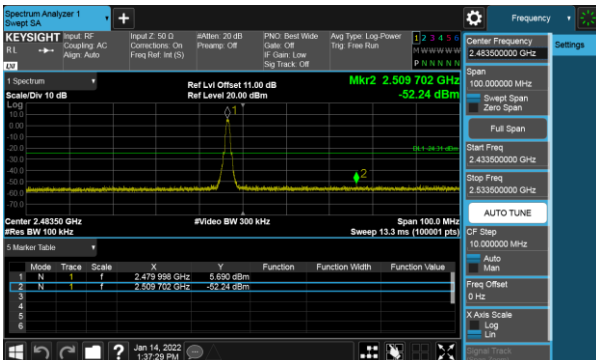 Spectrum Analyzer 1
Swept SA
+
Frequency
KEYSIGHT
RL
Input: RF
Coupling: AC
Align: Auto
Input Z: 50 Ω
Corrections: On
Freq Ref: Int (S)
#Atten: 20 dB
Preamp: Off
PNO: Best Wide
Gate: Off
IF Gain: Low
Sig Track: Off
Avg Type: Log-Power
Trig: Free Run
1 2 3 4 5 6
M W W W W W
P N N N N N
1 Spectrum
Scale/Div 10 dB
Log
Ref Lvl Offset 11.00 dB
Ref Level 20.00 dBm
Mkr2 2.509 702 GHz
-52.24 dBm
10.0
0.00
-10.0
-20.0
-30.0
-40.0
-50.0
-60.0
-70.0
1
DL1 -24.31 dBm
2
Center 2.48350 GHz
#Res BW 100 kHz
#Video BW 300 kHz
Span 100.0 MHz
Sweep 13.3 ms (100001 pts)
5 Marker Table
Mode Trace Scale X Y Function Function Width Function Value
1 N 1 f 2.479 998 GHz 5.690 dBm
2 N 1 f 2.509 702 GHz -52.24 dBm
3
4
5
6
Jan 14, 2022
1:37:29 PM
Center Frequency
2.483500000 GHz
Span
100.000000 MHz
Swept Span
Zero Span
Full Span
Start Freq
2.433500000 GHz
Stop Freq
2.533500000 GHz
AUTO TUNE
CF Step
10.000000 MHz
Auto
Man
Freq Offset
0 Hz
X Axis Scale
Log
Lin
Signal Track
Settings